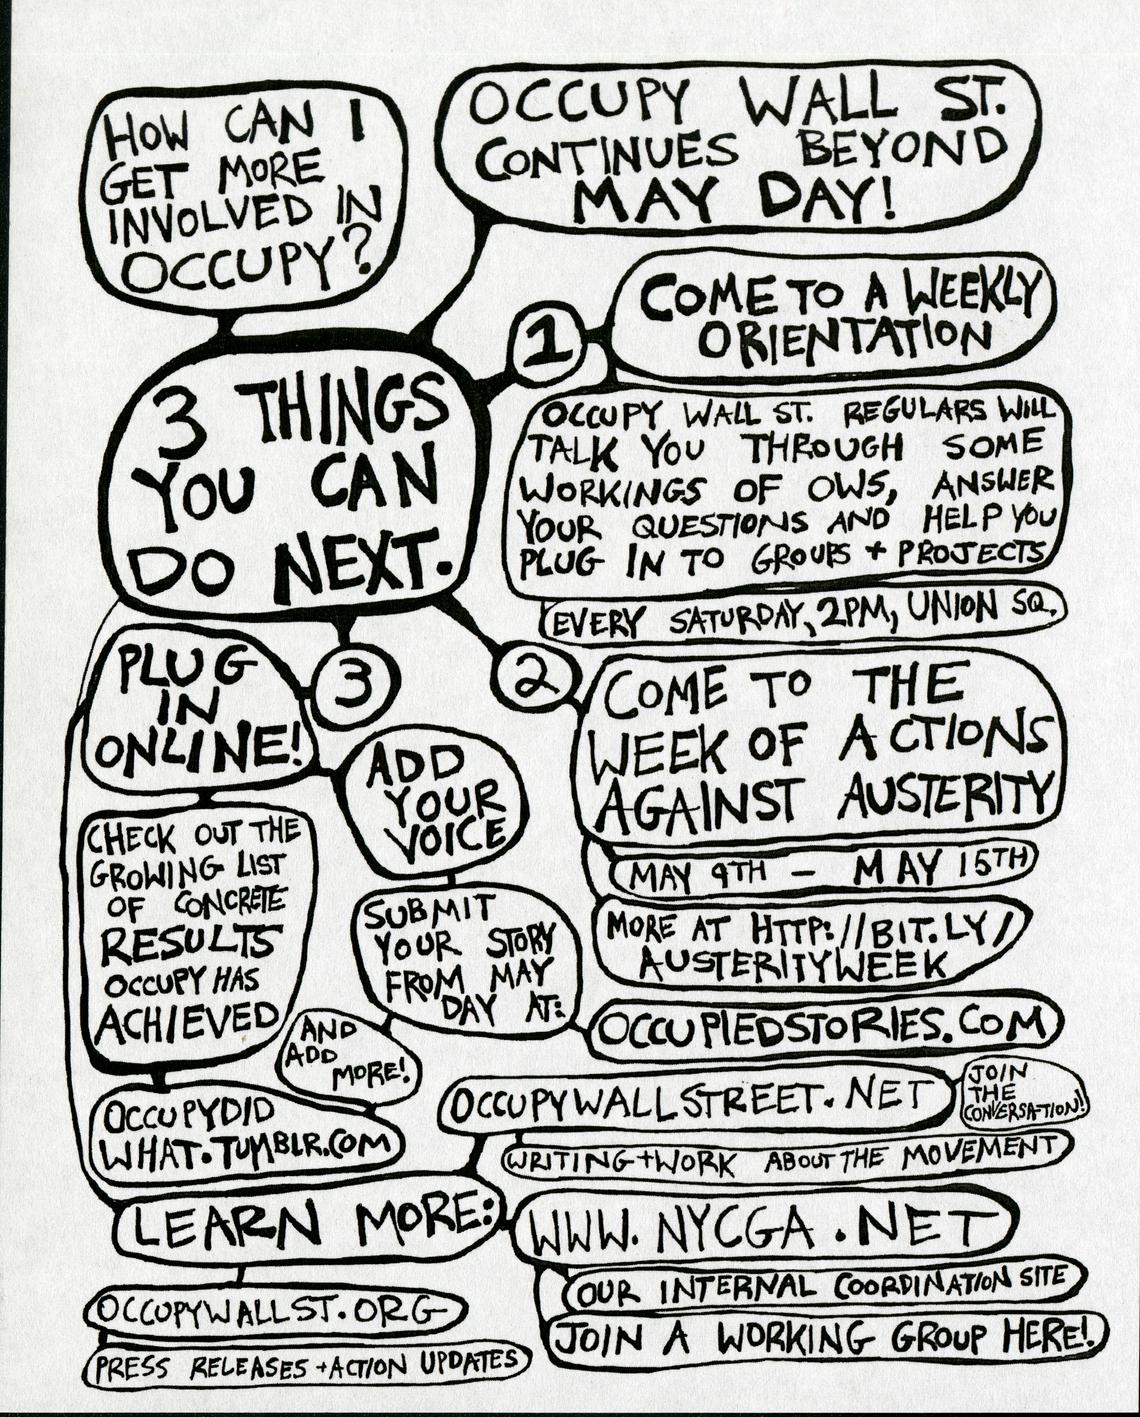 HOW CAN I
GET MORE
INVOLVED IN
OCCUPY?
OCCUPY WALL ST.
CONTINUES BEYOND
MAY DAY!
3 THINGS
YOU CAN
DO NEXT.
1
COME TO A WEEKLY
ORIENTATION
OCCUPY WALL ST. REGULARS WILL
TALK YOU THROUGH SOME
WORKINGS OF OWS, ANSWER
YOUR QUESTIONS AND HELP YOU
PLUG IN TO GROUPS + PROJECTS
EVERY SATURDAY, 2PM, UNION SQ.
2
COME TO THE
WEEK OF ACTIONS
AGAINST AUSTERITY
MAY 9TH - MAY 15TH
MORE AT HTTP://BIT.LY/
AUSTERITYWEEK
3
PLUG
IN
ONLINE!
ADD
YOUR
VOICE
SUBMIT
YOUR STORY
FROM MAY
DAY AT:
OCCUPIEDSTORIES.COM
CHECK OUT THE
GROWING LIST
OF CONCRETE
RESULTS
OCCUPY HAS
ACHIEVED
AND
ADD
MORE!
OCCUPYDID
WHAT.TUMBLR.COM
LEARN MORE:
OCCUPYWALLSTREET.NET
JOIN
THE
CONVERSATION!
WRITING+WORK ABOUT THE MOVEMENT
WWW.NYCGA.NET
OUR INTERNAL COORDINATION SITE
JOIN A WORKING GROUP HERE!
OCCUPYWALLST.ORG
PRESS RELEASES +ACTION UPDATES